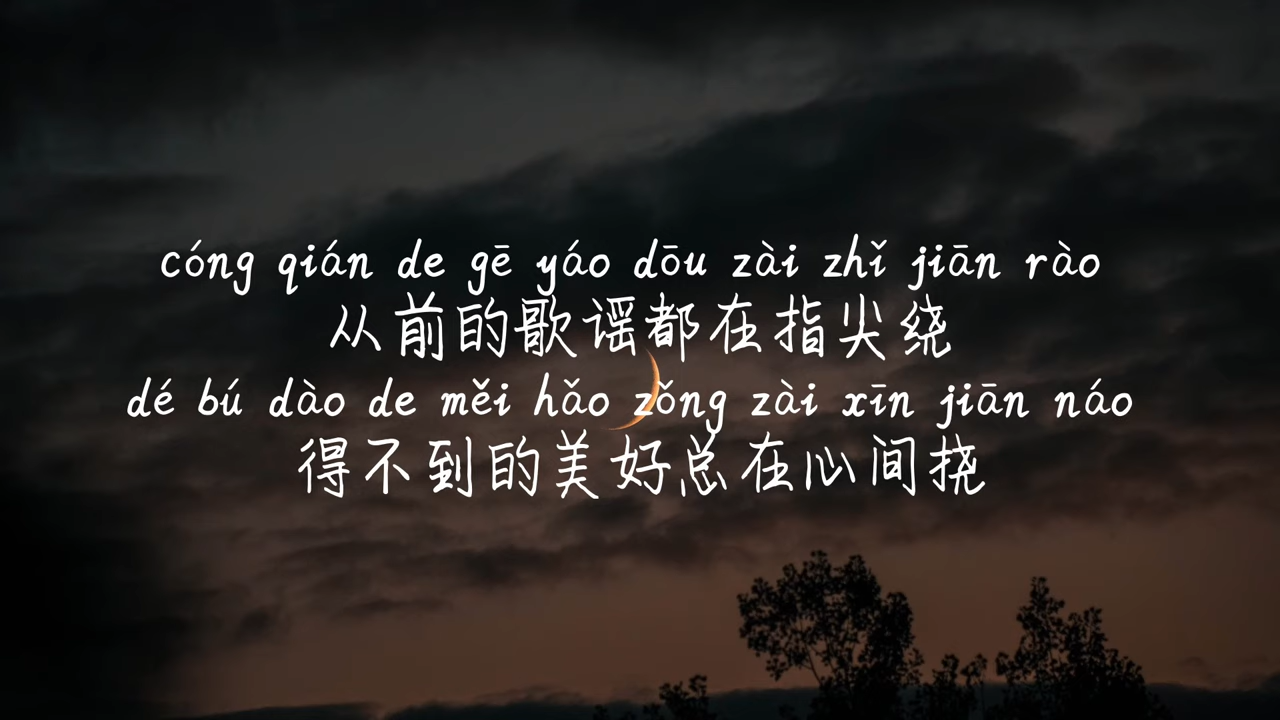 cóng qián de gē yáo dōu zài zhǐ jiān rào
从前的歌谣都在指尖绕
dé bú dào de měi hǎo zǒng zài xīn jiān náo
得不到的美好总在心间挠